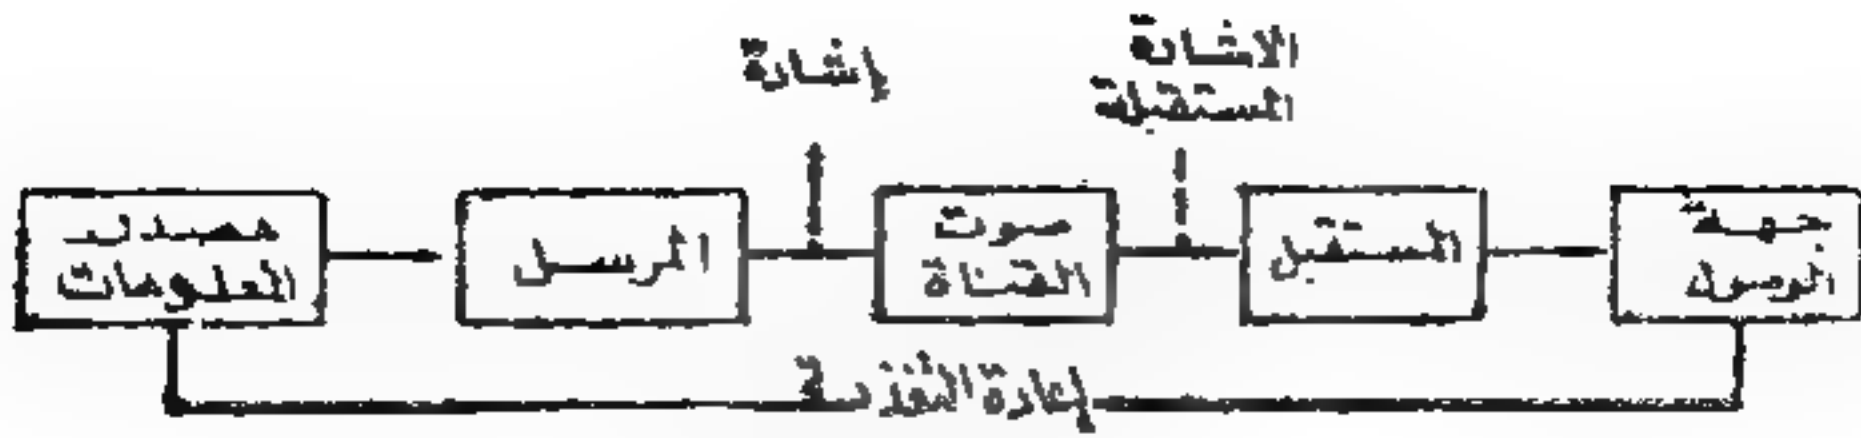 إشارة
الاشارة
المستقبلة
مصدر
المعلومات
المرسل
صوت
القناة
المستقبل
جهة
الوصول
إعادة التغذية